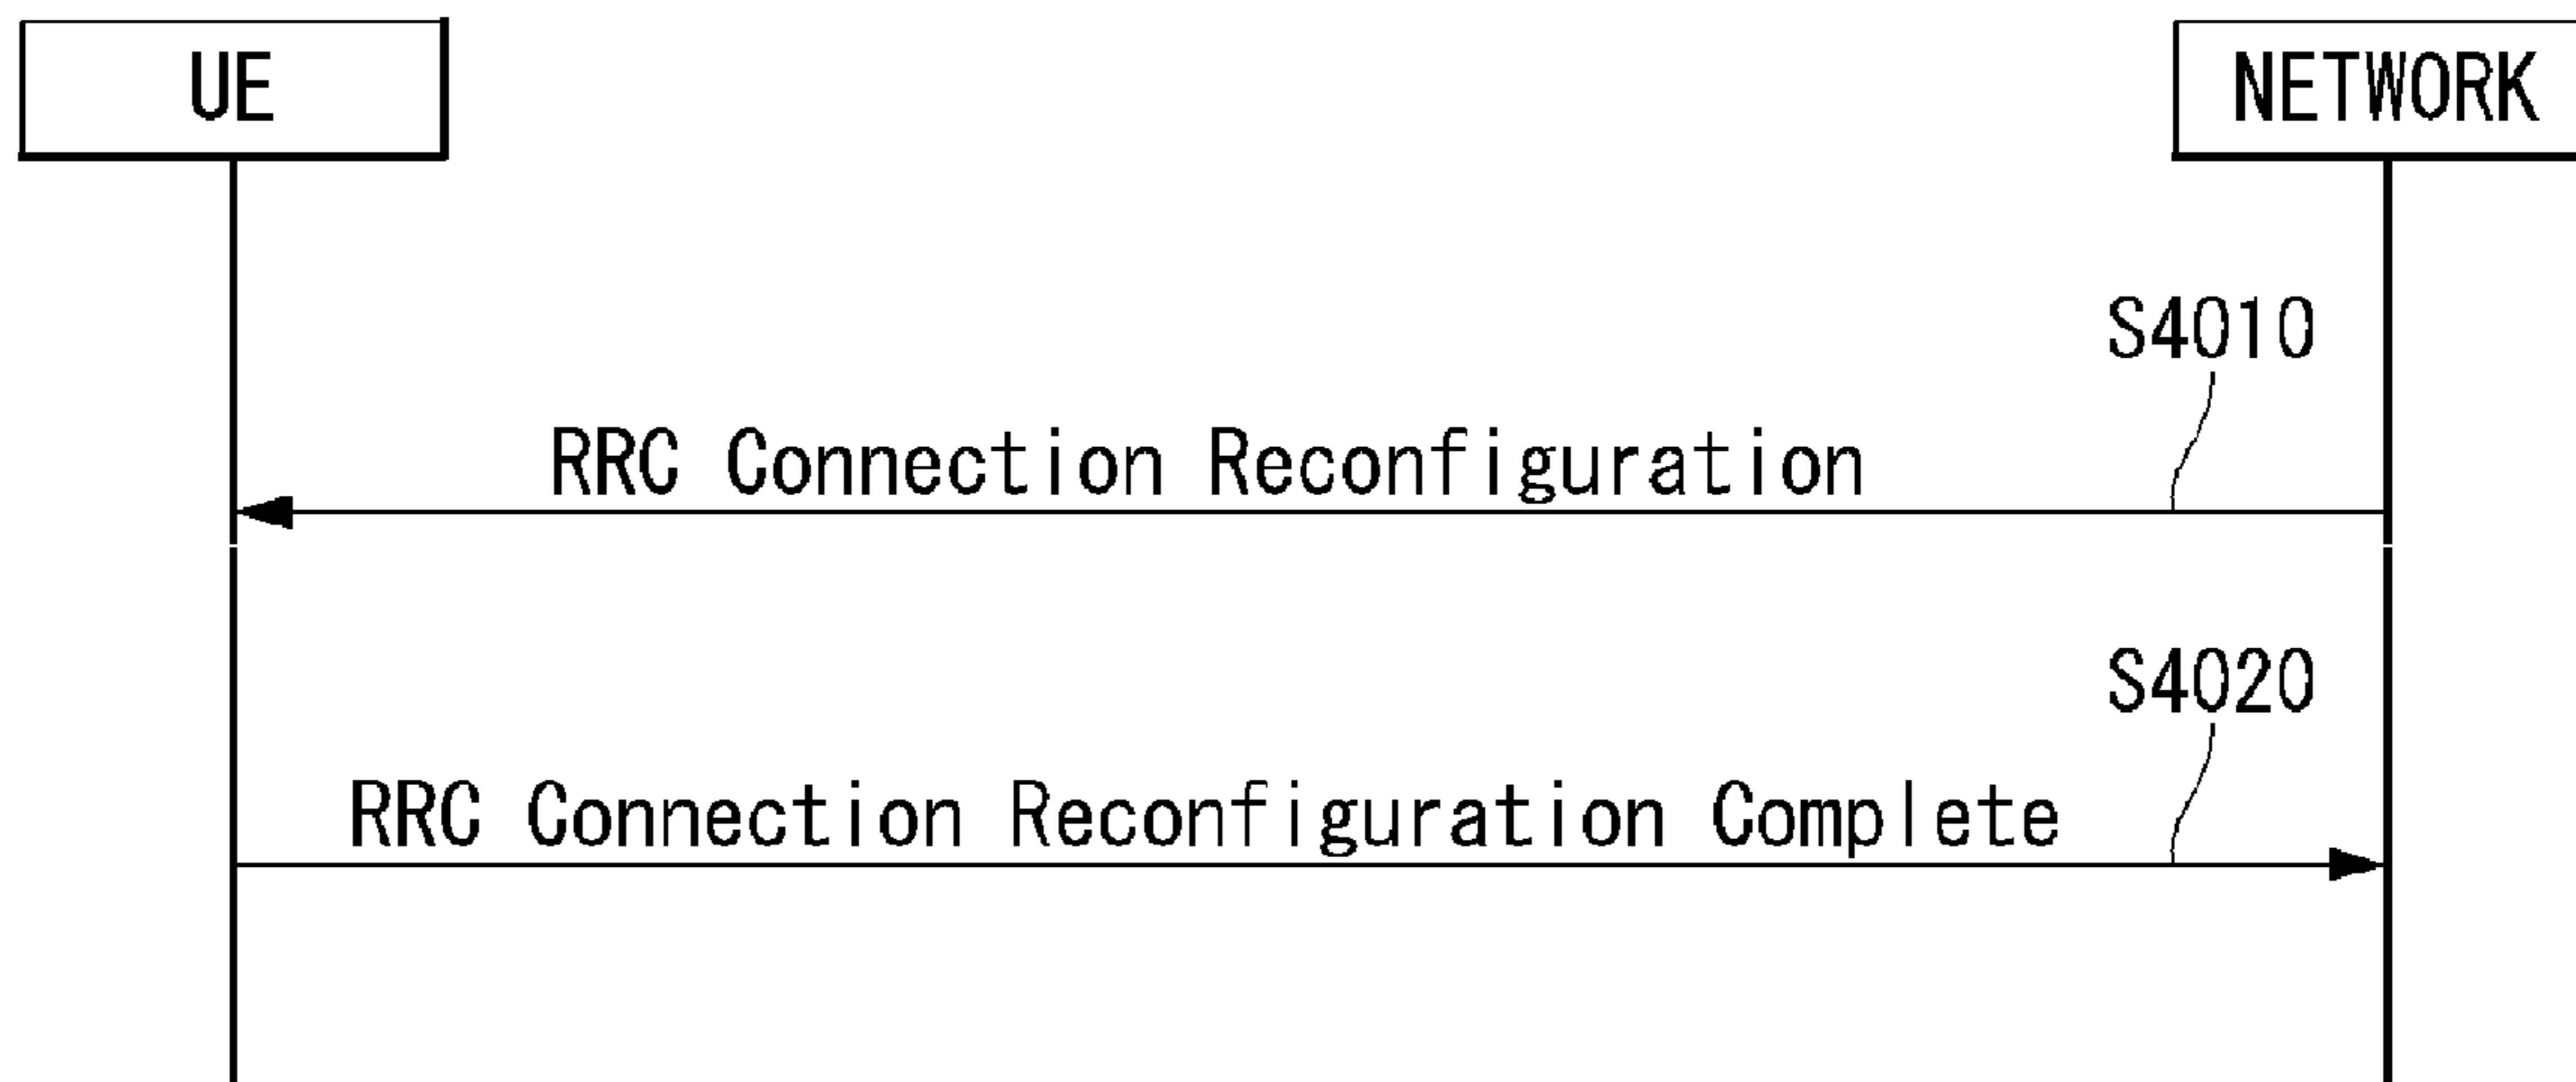 UE
NETWORK
S4010
RRC Connection Reconfiguration
S4020
RRC Connection Reconfiguration Complete